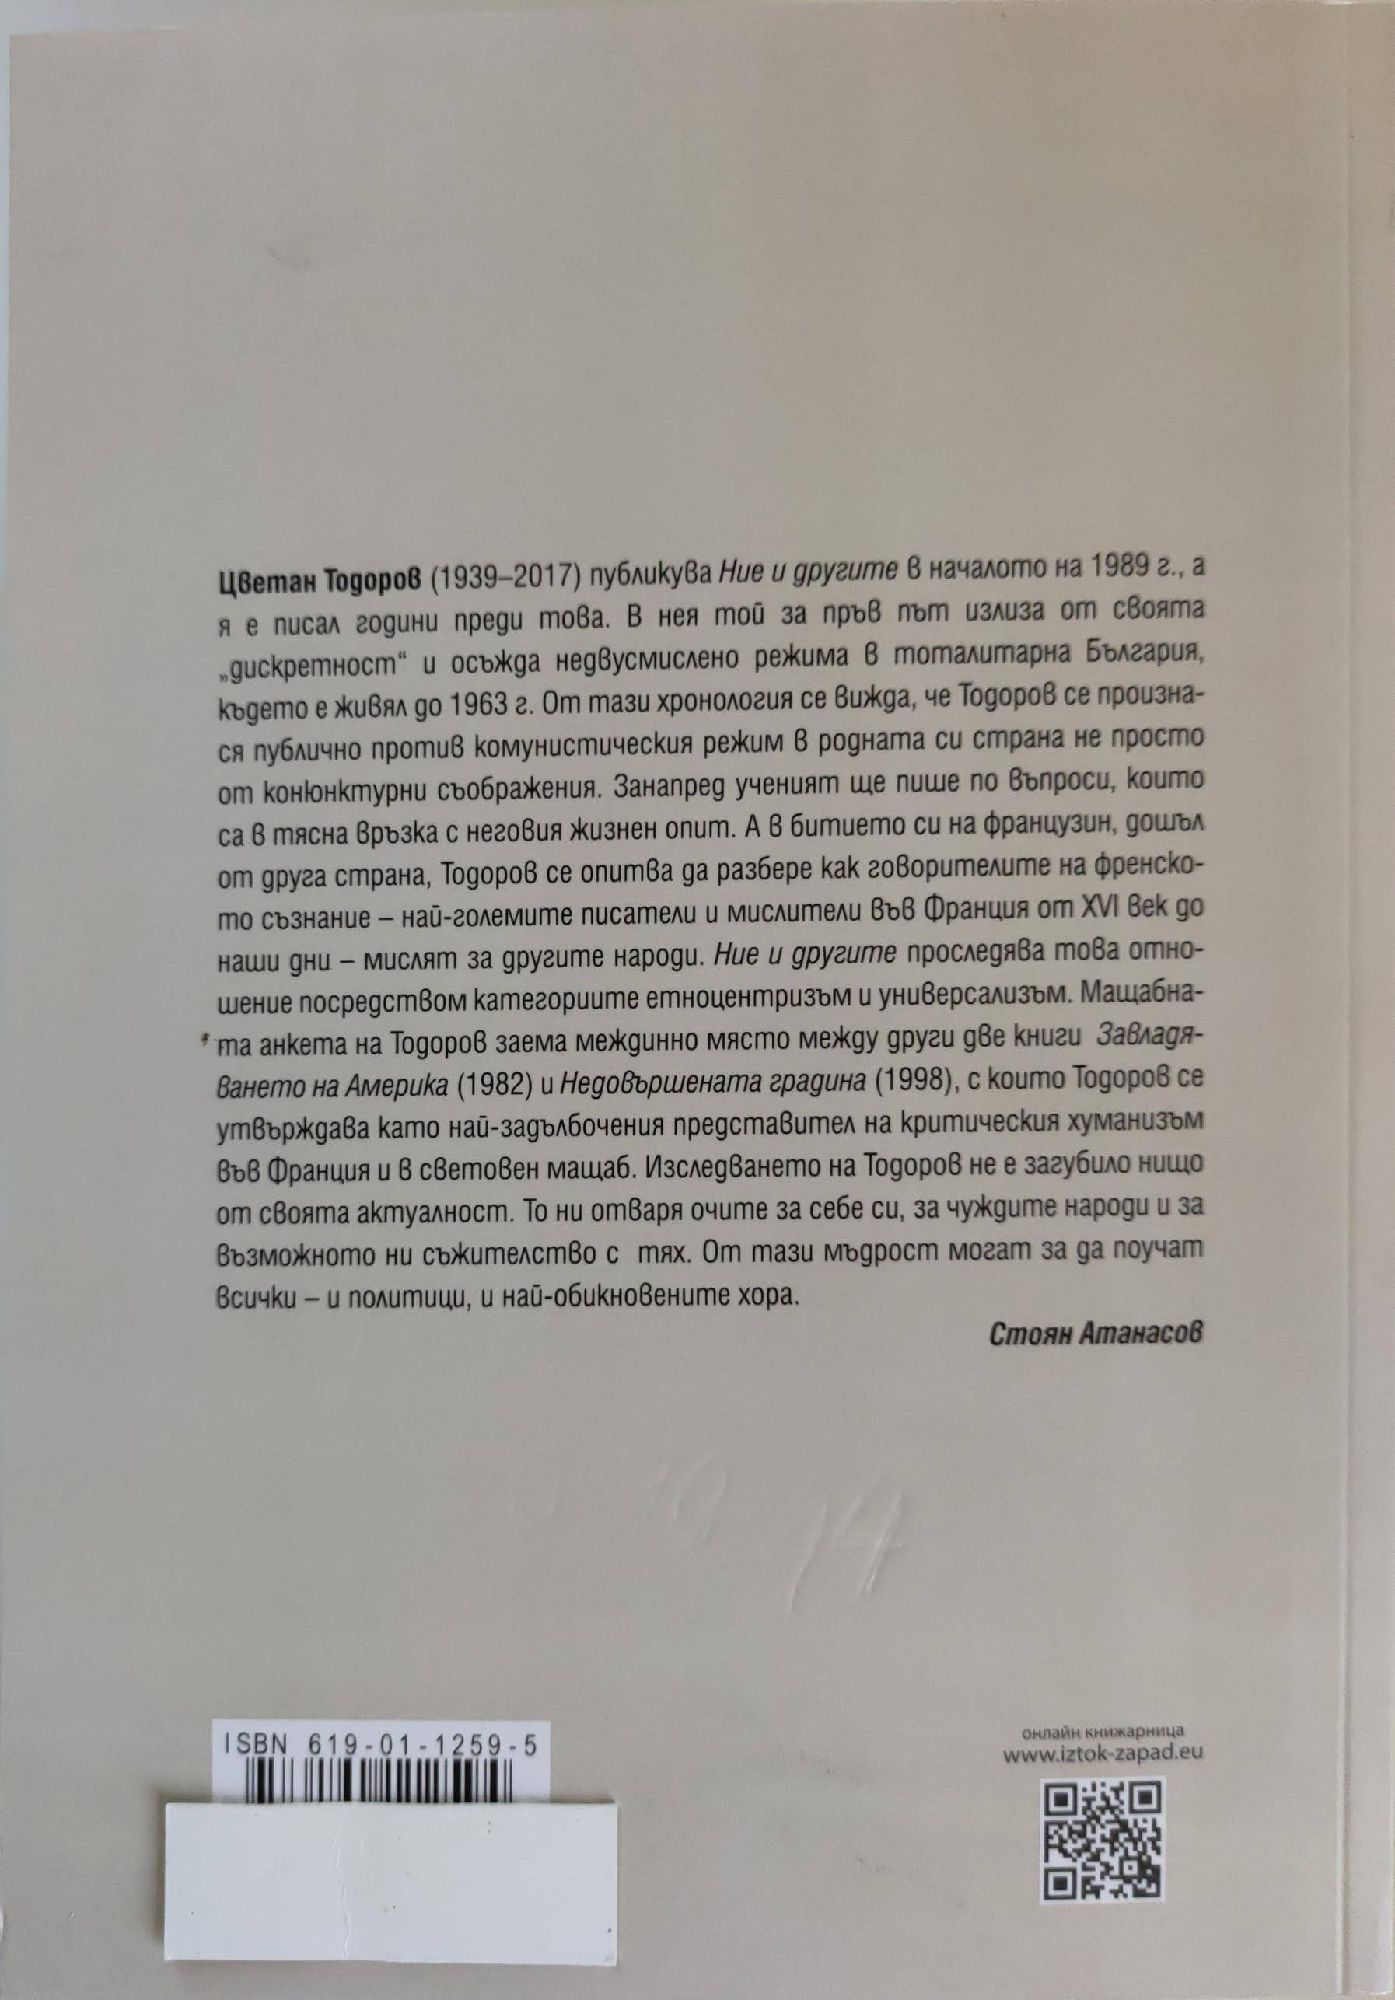 Цветан Тодоров (1939–2017) публикува Ние и другите в началото на 1989 г., а
я е писал години преди това. В нея той за пръв път излиза от своята
„дискретност“ и осъжда недвусмислено режима в тоталитарна България,
където е живял до 1963 г. От тази хронология се вижда, че Тодоров се произна-
ся публично против комунистическия режим в родната си страна не просто
от конюнктурни съображения. Занапред ученият ще пише по въпроси, които
са в тясна връзка с неговия жизнен опит. А в битието си на французин, дошъл
от друга страна, Тодоров се опитва да разбере как говорителите на френско-
то съзнание – най-големите писатели и мислители във Франция от XVI век до
наши дни – мислят за другите народи. Ние и другите проследява това отно-
шение посредством категориите етноцентризъм и универсализъм. Мащабна-
та анкета на Тодоров заема междинно място между други две книги Завладя-
ването на Америка (1982) и Недовършената градина (1998), с които Тодоров се
утвърждава като най-задълбочения представител на критическия хуманизъм
във Франция и в световен мащаб. Изследването на Тодоров не е загубило нищо
от своята актуалност. То ни отваря очите за себе си, за чуждите народи и за
възможното ни съжителство с тях. От тази мъдрост могат за да поучат
всички – и политици, и най-обикновените хора.
Стоян Атанасов
ISBN 619-01-1259-5
онлайн книжарница
www.iztok-zapad.eu